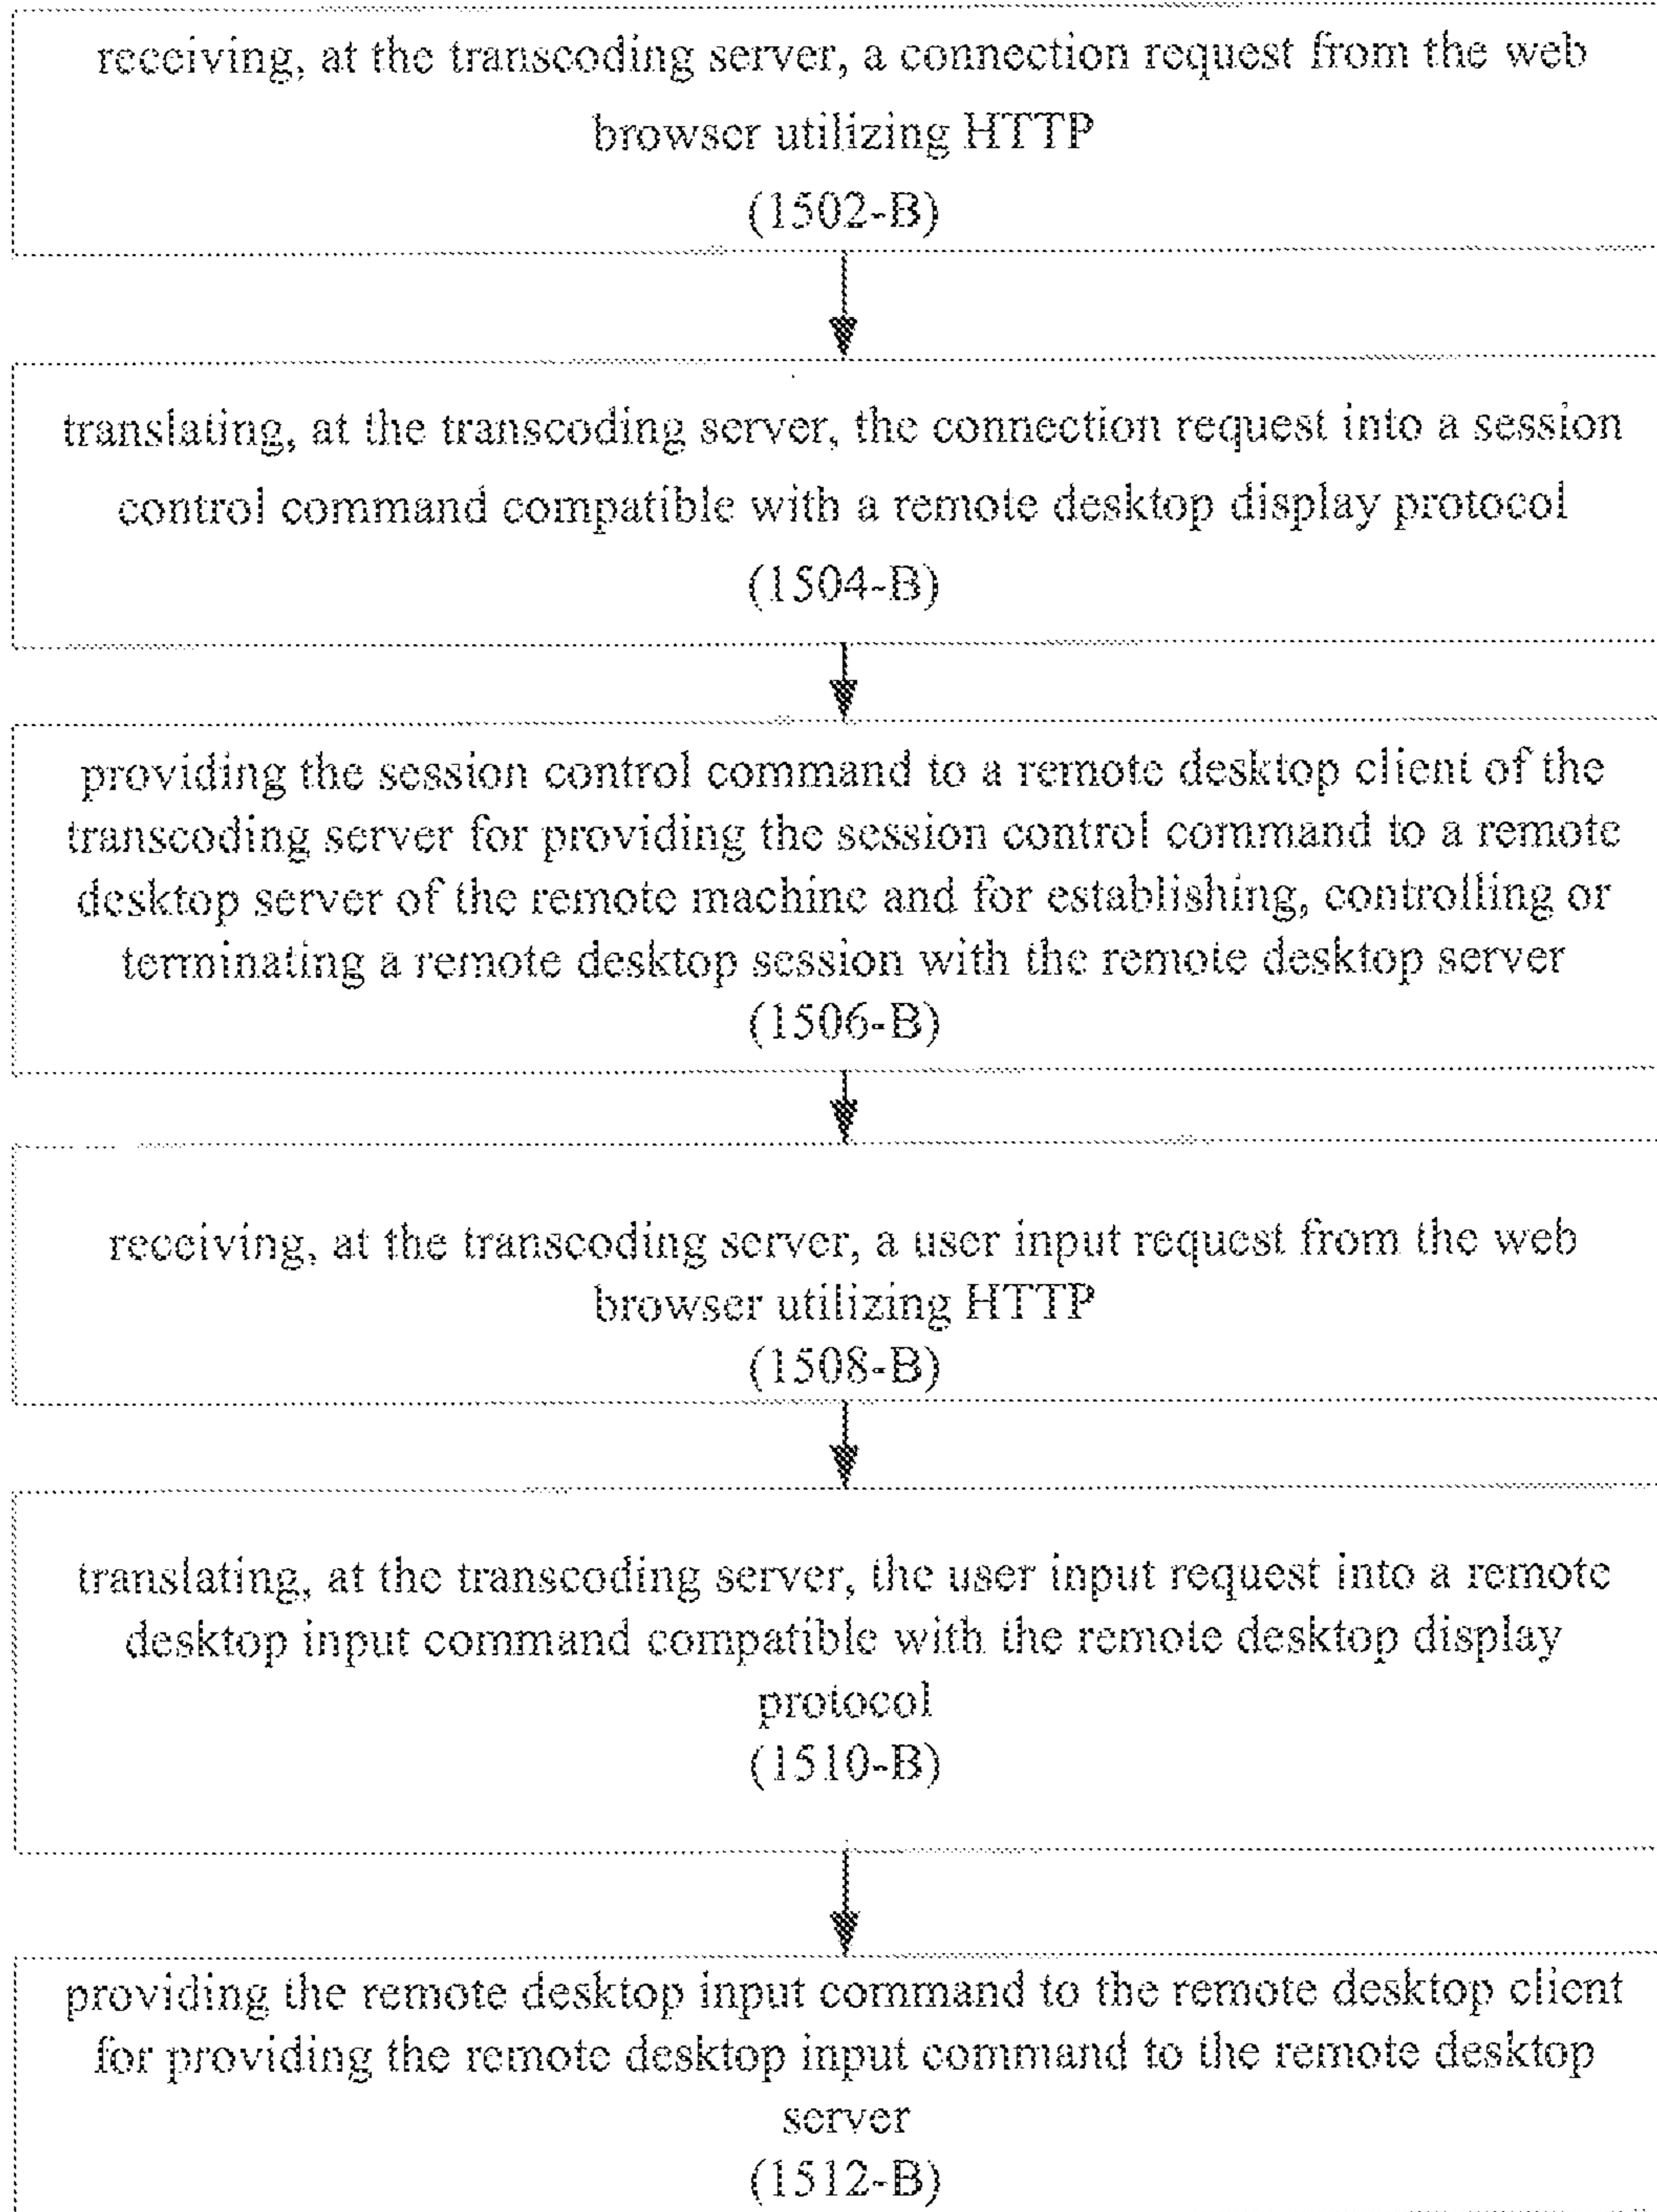 receiving, at the transcoding server, a connection request from the web
browser utilizing HTTP
(1502-B)
translating, at the transcoding server, the connection request into a session
control command compatible with a remote desktop display protocol
(1504-B)
providing the session control command to a remote desktop client of the
transcoding server for providing the session control command to a remote
desktop server of the remote machine and for establishing, controlling or
terminating a remote desktop session with the remote desktop server
(1506-B)
receiving, at the transcoding server, a user input request from the web
browser utilizing HTTP
(1508-B)
translating, at the transcoding server, the user input request into a remote
desktop input command compatible with the remote desktop display
protocol
(1510-B)
providing the remote desktop input command to the remote desktop client
for providing the remote desktop input command to the remote desktop
server
(1512-B)